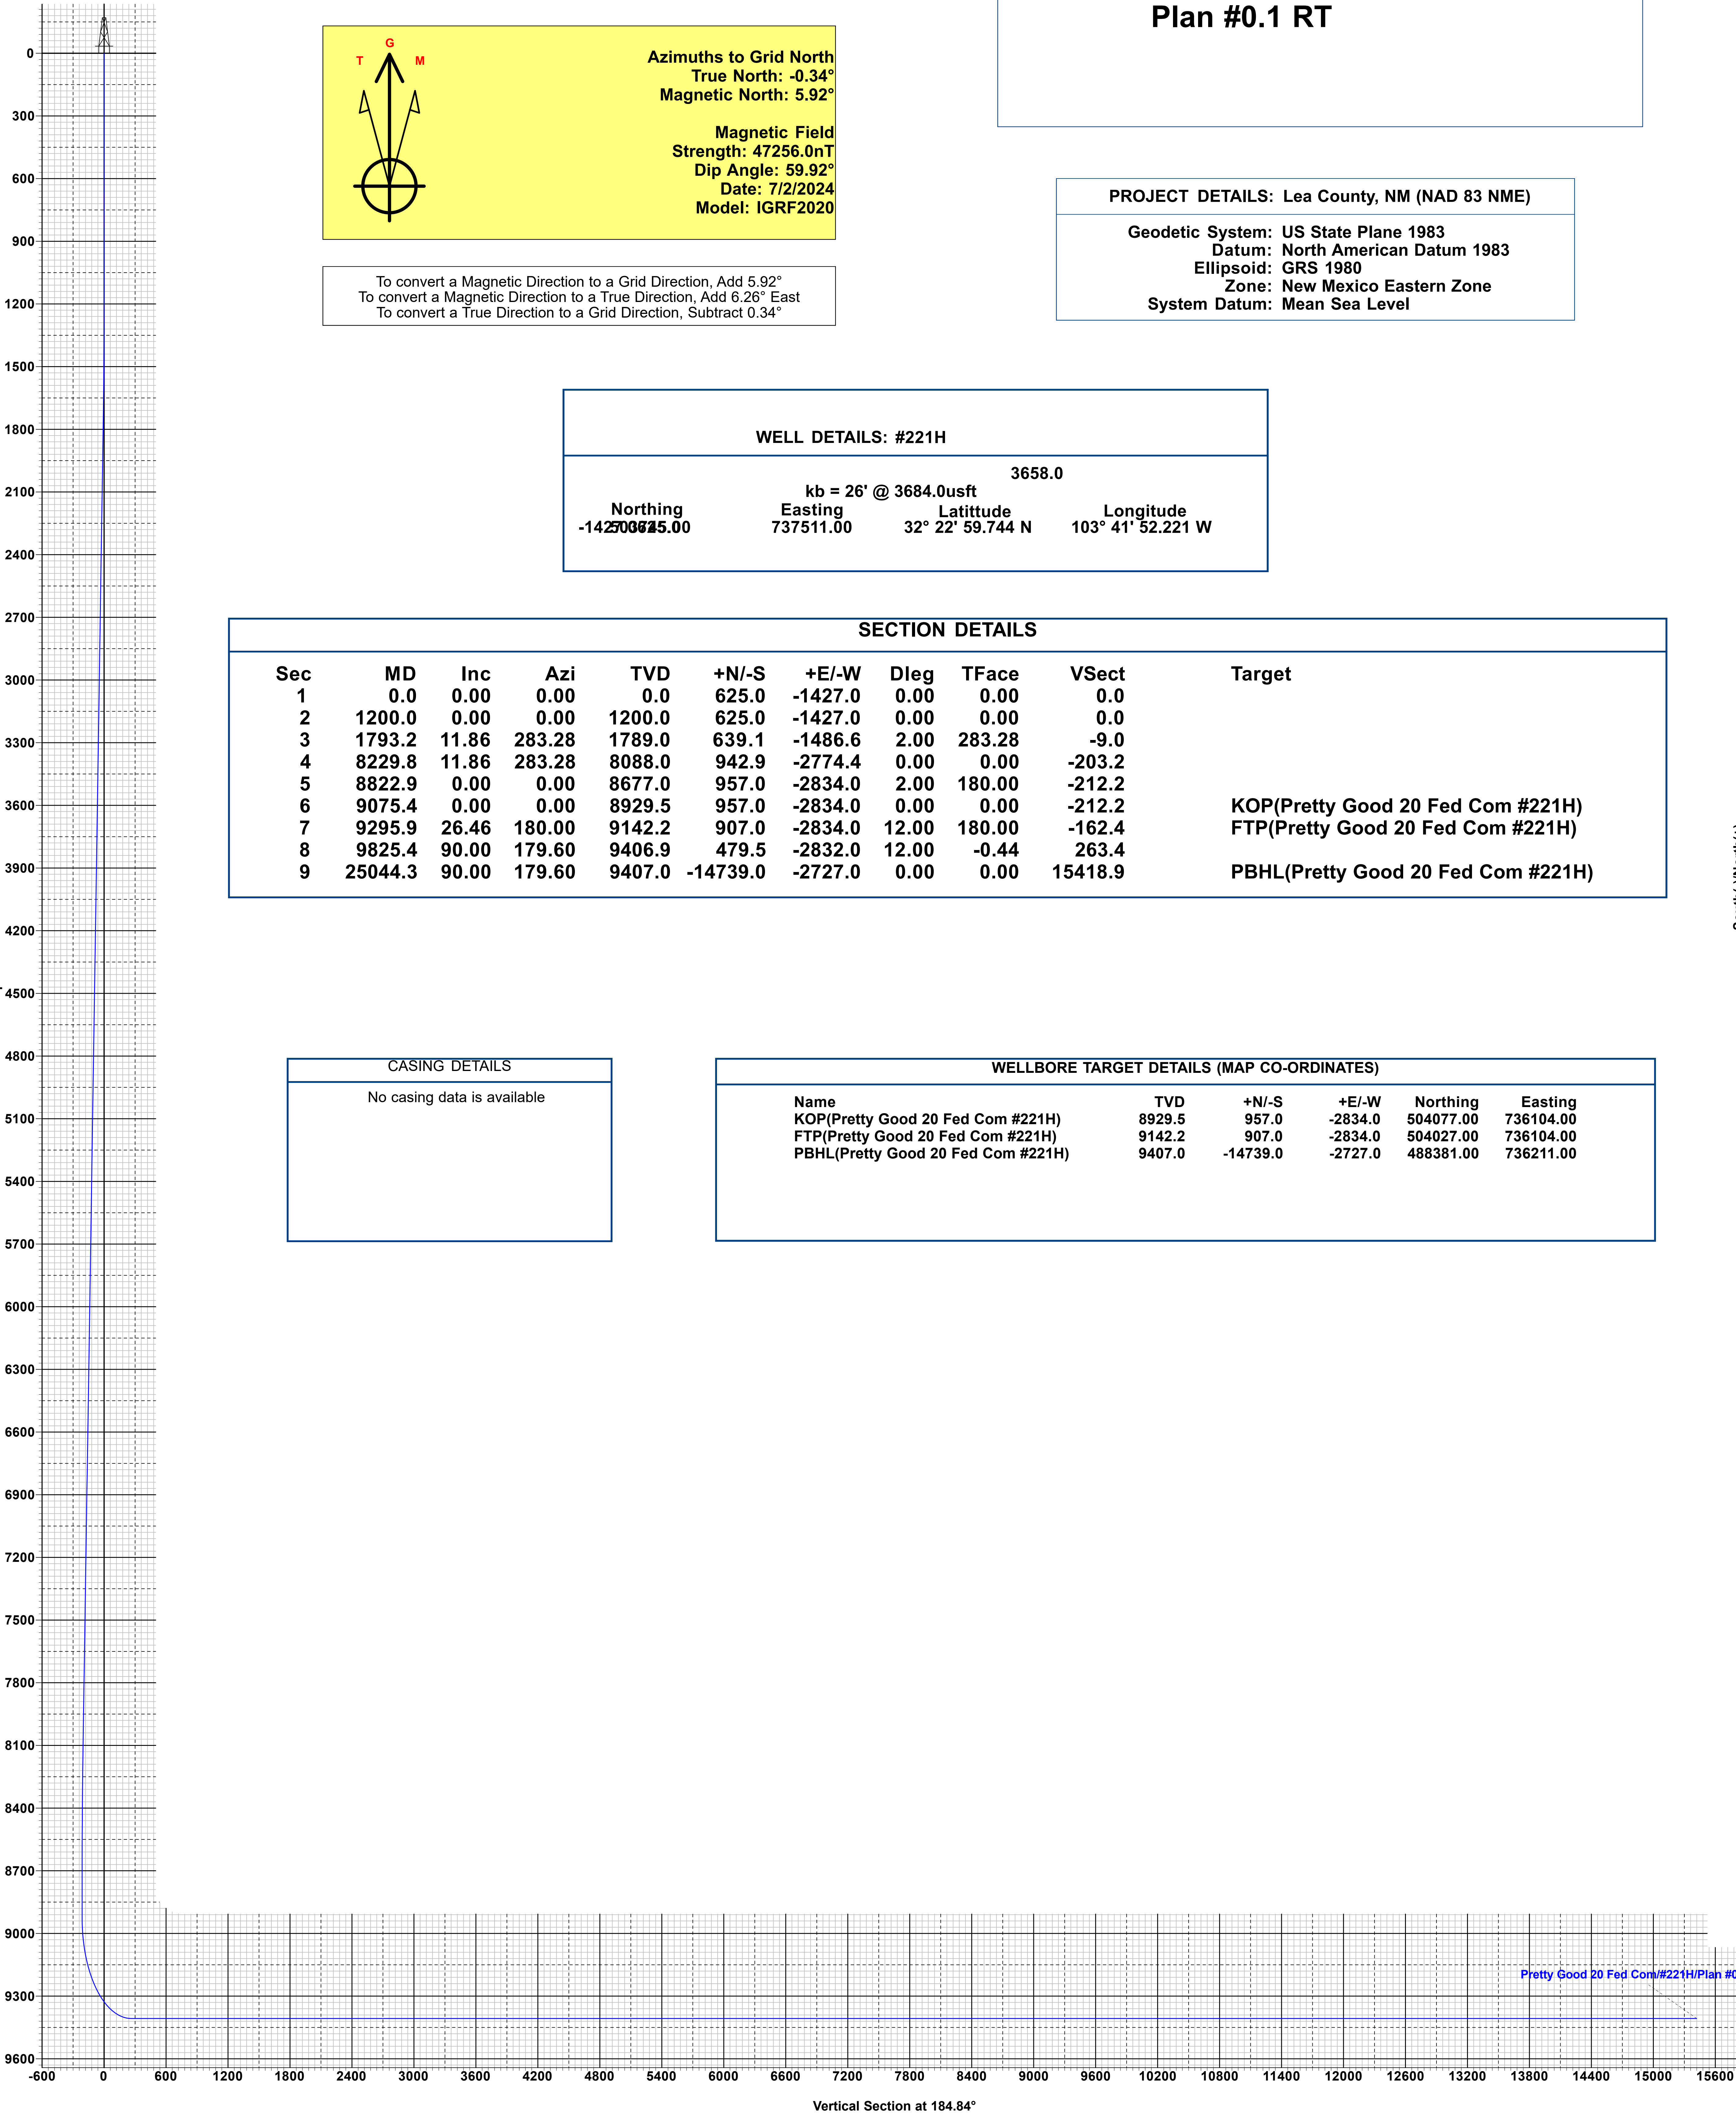 Plan #0.1 RT
G
T M
Azimuths to Grid North
True North: -0.34°
Magnetic North: 5.92°
Magnetic Field
Strength: 47256.0nT
Dip Angle: 59.92°
Date: 7/2/2024
Model: IGRF2020
To convert a Magnetic Direction to a Grid Direction, Add 5.92°
To convert a Magnetic Direction to a True Direction, Add 6.26° East
To convert a True Direction to a Grid Direction, Subtract 0.34°
PROJECT DETAILS: Lea County, NM (NAD 83 NME)
Geodetic System: US State Plane 1983
Datum: North American Datum 1983
Ellipsoid: GRS 1980
Zone: New Mexico Eastern Zone
System Datum: Mean Sea Level
WELL DETAILS: #221H
3658.0
kb = 26' @ 3684.0usft
Northing Easting Latittude Longitude
737511.00 32° 22' 59.744 N 103° 41' 52.221 W
SECTION DETAILS
Sec MD Inc Azi TVD +N/-S +E/-W Dleg TFace VSect Target
1 0.0 0.00 0.00 0.0 625.0 -1427.0 0.00 0.00 0.0
2 1200.0 0.00 0.00 1200.0 625.0 -1427.0 0.00 0.00 0.0
3 1793.2 11.86 283.28 1789.0 639.1 -1486.6 2.00 283.28 -9.0
4 8229.8 11.86 283.28 8088.0 942.9 -2774.4 0.00 0.00 -203.2
5 8822.9 0.00 0.00 8677.0 957.0 -2834.0 2.00 180.00 -212.2
6 9075.4 0.00 0.00 8929.5 957.0 -2834.0 0.00 0.00 -212.2 KOP(Pretty Good 20 Fed Com #221H)
7 9295.9 26.46 180.00 9142.2 907.0 -2834.0 12.00 180.00 -162.4 FTP(Pretty Good 20 Fed Com #221H)
8 9825.4 90.00 179.60 9406.9 479.5 -2832.0 12.00 -0.44 263.4
9 25044.3 90.00 179.60 9407.0 -14739.0 -2727.0 0.00 0.00 15418.9 PBHL(Pretty Good 20 Fed Com #221H)
CASING DETAILS
No casing data is available
WELLBORE TARGET DETAILS (MAP CO-ORDINATES)
Name TVD +N/-S +E/-W Northing Easting
KOP(Pretty Good 20 Fed Com #221H) 8929.5 957.0 -2834.0 504077.00 736104.00
FTP(Pretty Good 20 Fed Com #221H) 9142.2 907.0 -2834.0 504027.00 736104.00
PBHL(Pretty Good 20 Fed Com #221H) 9407.0 -14739.0 -2727.0 488381.00 736211.00
0
300
600
900
1200
1500
1800
2100
2400
2700
3000
3300
3600
3900
4200
4500
4800
5100
5400
5700
6000
6300
6600
6900
7200
7500
7800
8100
8400
8700
9000
9300
9600
Pretty Good 20 Fed Com/#221H/Plan
-600 0 600 1200 1800 2400 3000 3600 4200 4800 5400 6000 6600 7200 7800 8400 9000 9600 10200 10800 11400 12000 12600 13200 13800 14400 15000 15600
Vertical Section at 184.84°